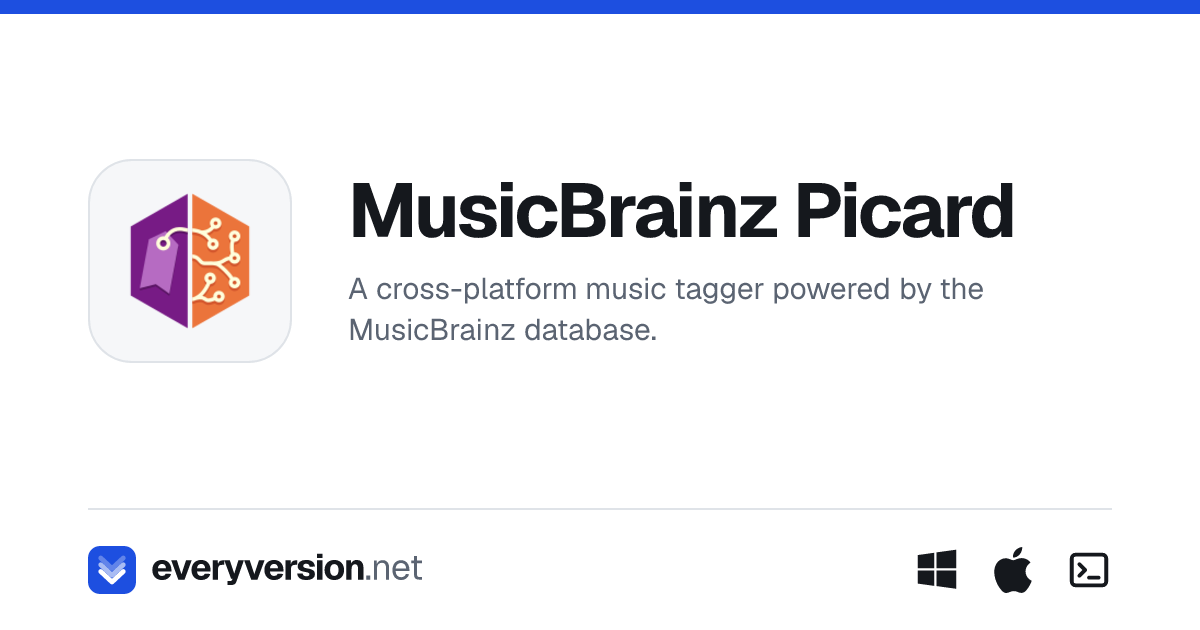 MusicBrainz Picard
A cross-platform music tagger powered by the
MusicBrainz database.
everyversion.net